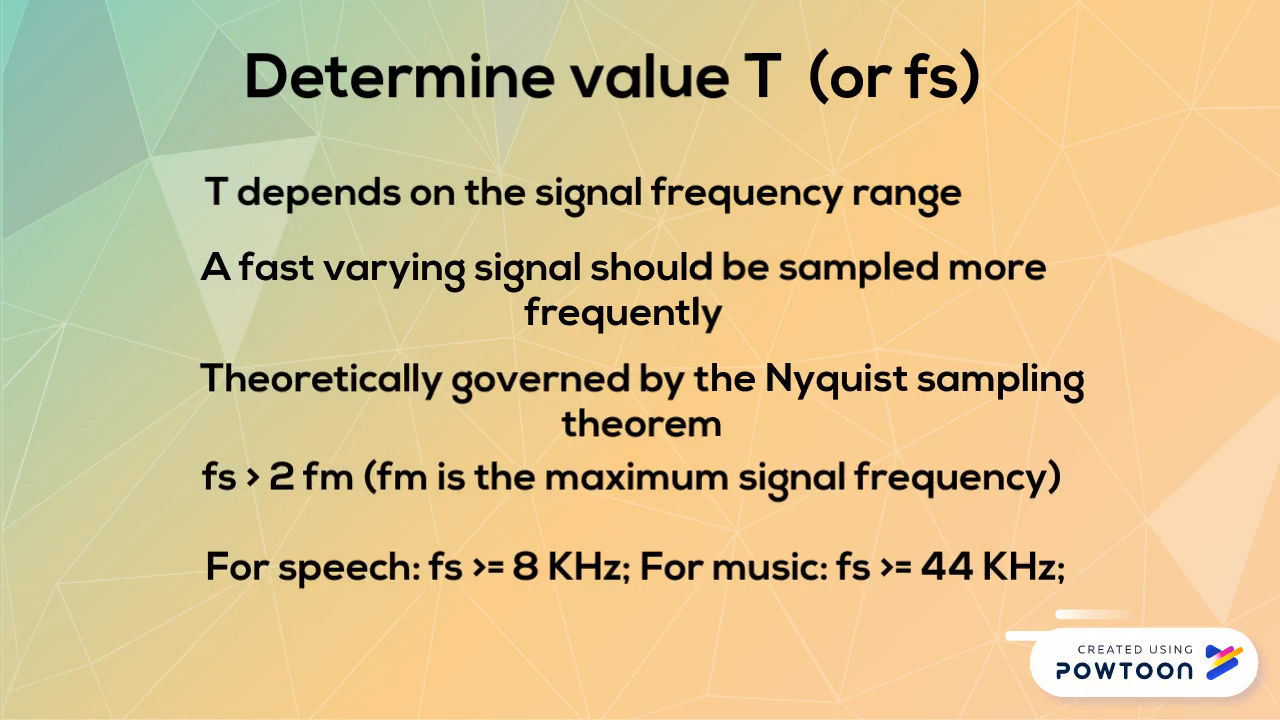 Determine value T (or fs)
T depends on the signal frequency range
A fast varying signal should be sampled more
frequently
Theoretically governed by the Nyquist sampling
theorem
fs > 2 fm (fm is the maximum signal frequency)
For speech: fs >= 8 KHz; For music: fs >= 44 KHz;
CREATED USING
POWTOON